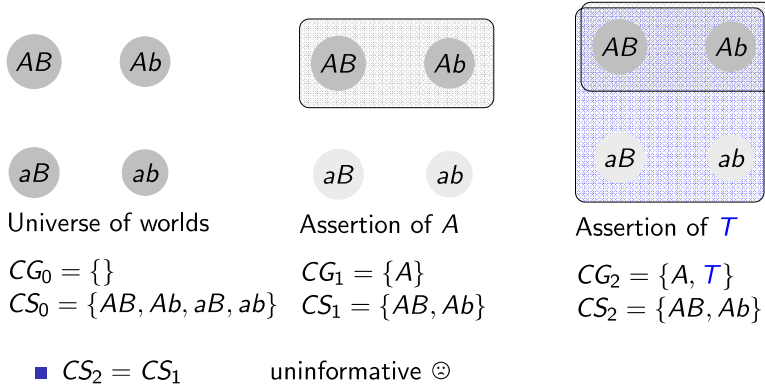 AB Ab AB Ab AB Ab
aB ab aB ab aB ab
Universe of worlds Assertion of A Assertion of T
CG₀ = {} CG₁ = {A} CG₂ = {A, T}
CS₀ = {AB, Ab, aB, ab} CS₁ = {AB, Ab} CS₂ = {AB, Ab}
CS₂ = CS₁ uninformative ☹